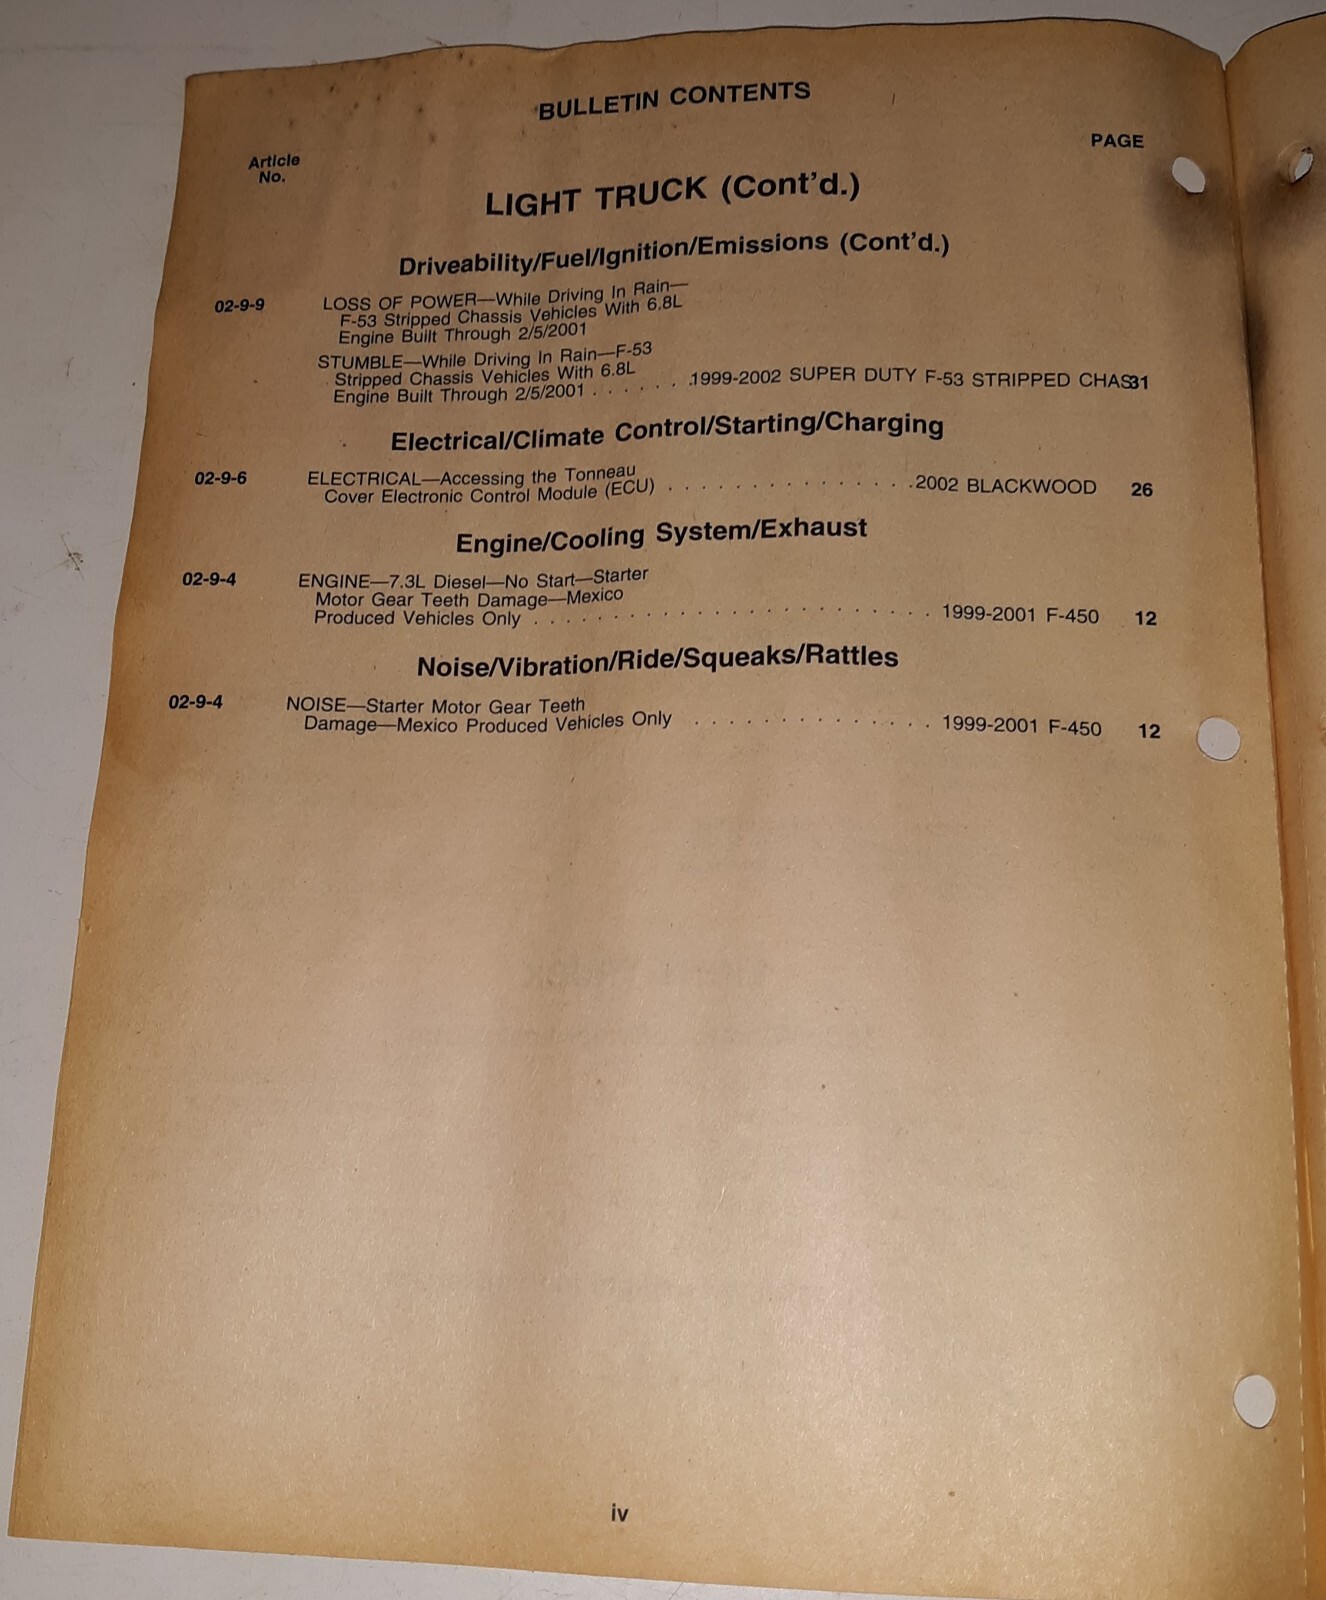 BULLETIN CONTENTS
PAGE
Article
No.
LIGHT TRUCK (Cont'd.)
Driveability/Fuel/Ignition/Emissions (Cont'd.)
02-9-9 LOSS OF POWER—While Driving In Rain—
F-53 Stripped Chassis Vehicles With 6.8L
Engine Built Through 2/5/2001
STUMBLE—While Driving In Rain—F-53
Stripped Chassis Vehicles With 6.8L
Engine Built Through 2/5/2001 . . . . . . .1999-2002 SUPER DUTY F-53 STRIPPED CHAS31
Electrical/Climate Control/Starting/Charging
02-9-6 ELECTRICAL—Accessing the Tonneau
Cover Electronic Control Module (ECU) . . . . . . . . . . . . . . .2002 BLACKWOOD 26
Engine/Cooling System/Exhaust
02-9-4 ENGINE—7.3L Diesel—No Start—Starter
Motor Gear Teeth Damage—Mexico
Produced Vehicles Only . . . . . . . . . . . . . . . . . . . . . 1999-2001 F-450 12
Noise/Vibration/Ride/Squeaks/Rattles
02-9-4 NOISE—Starter Motor Gear Teeth
Damage—Mexico Produced Vehicles Only . . . . . . . . . . . . . . 1999-2001 F-450 12
iv